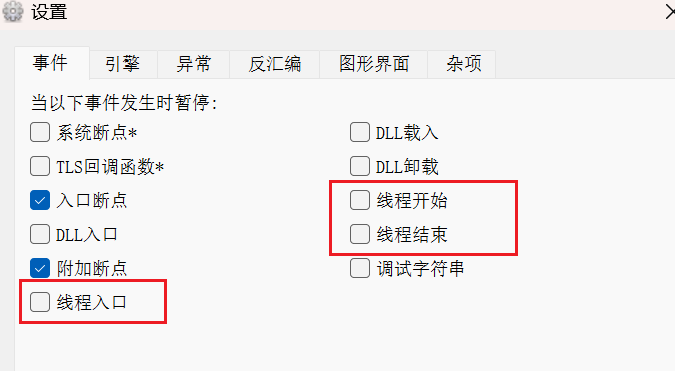 设置
事件 引擎 异常 反汇编 图形界面 杂项
当以下事件发生时暂停:
系统断点* DLL载入
TLS回调函数* DLL卸载
入口断点 线程开始
DLL入口 线程结束
附加断点 调试字符串
线程入口